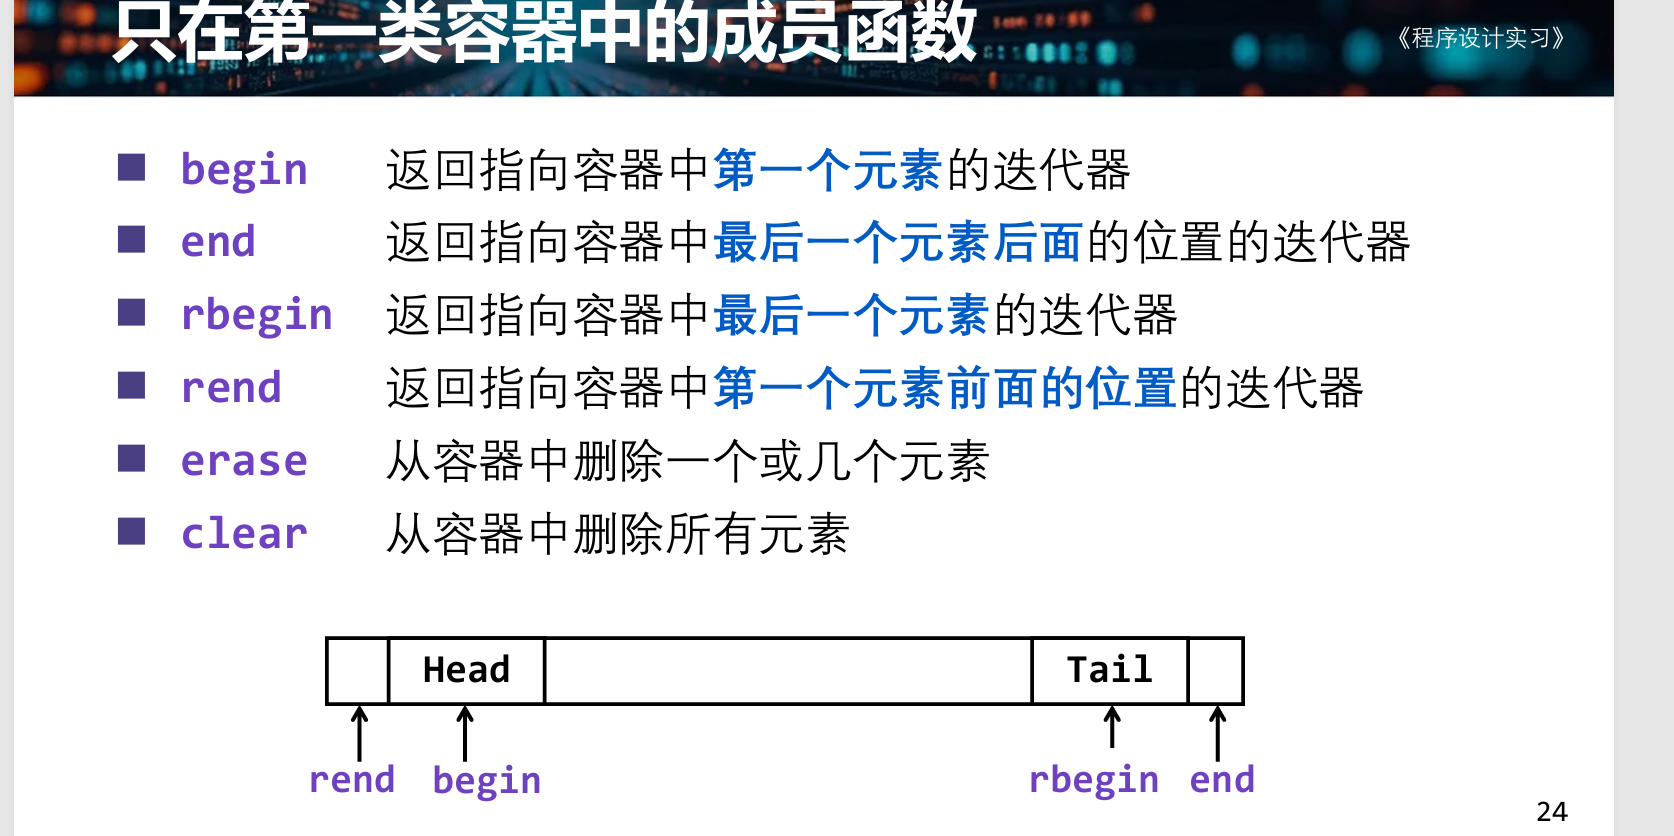 只在第一类容器中的成员函数
《程序设计实习》
begin 返回指向容器中第一个元素的迭代器
end 返回指向容器中最后一个元素后面的位置的迭代器
rbegin 返回指向容器中最后一个元素的迭代器
rend 返回指向容器中第一个元素前面的位置的迭代器
erase 从容器中删除一个或几个元素
clear 从容器中删除所有元素
Head Tail
rend begin rbegin end
24